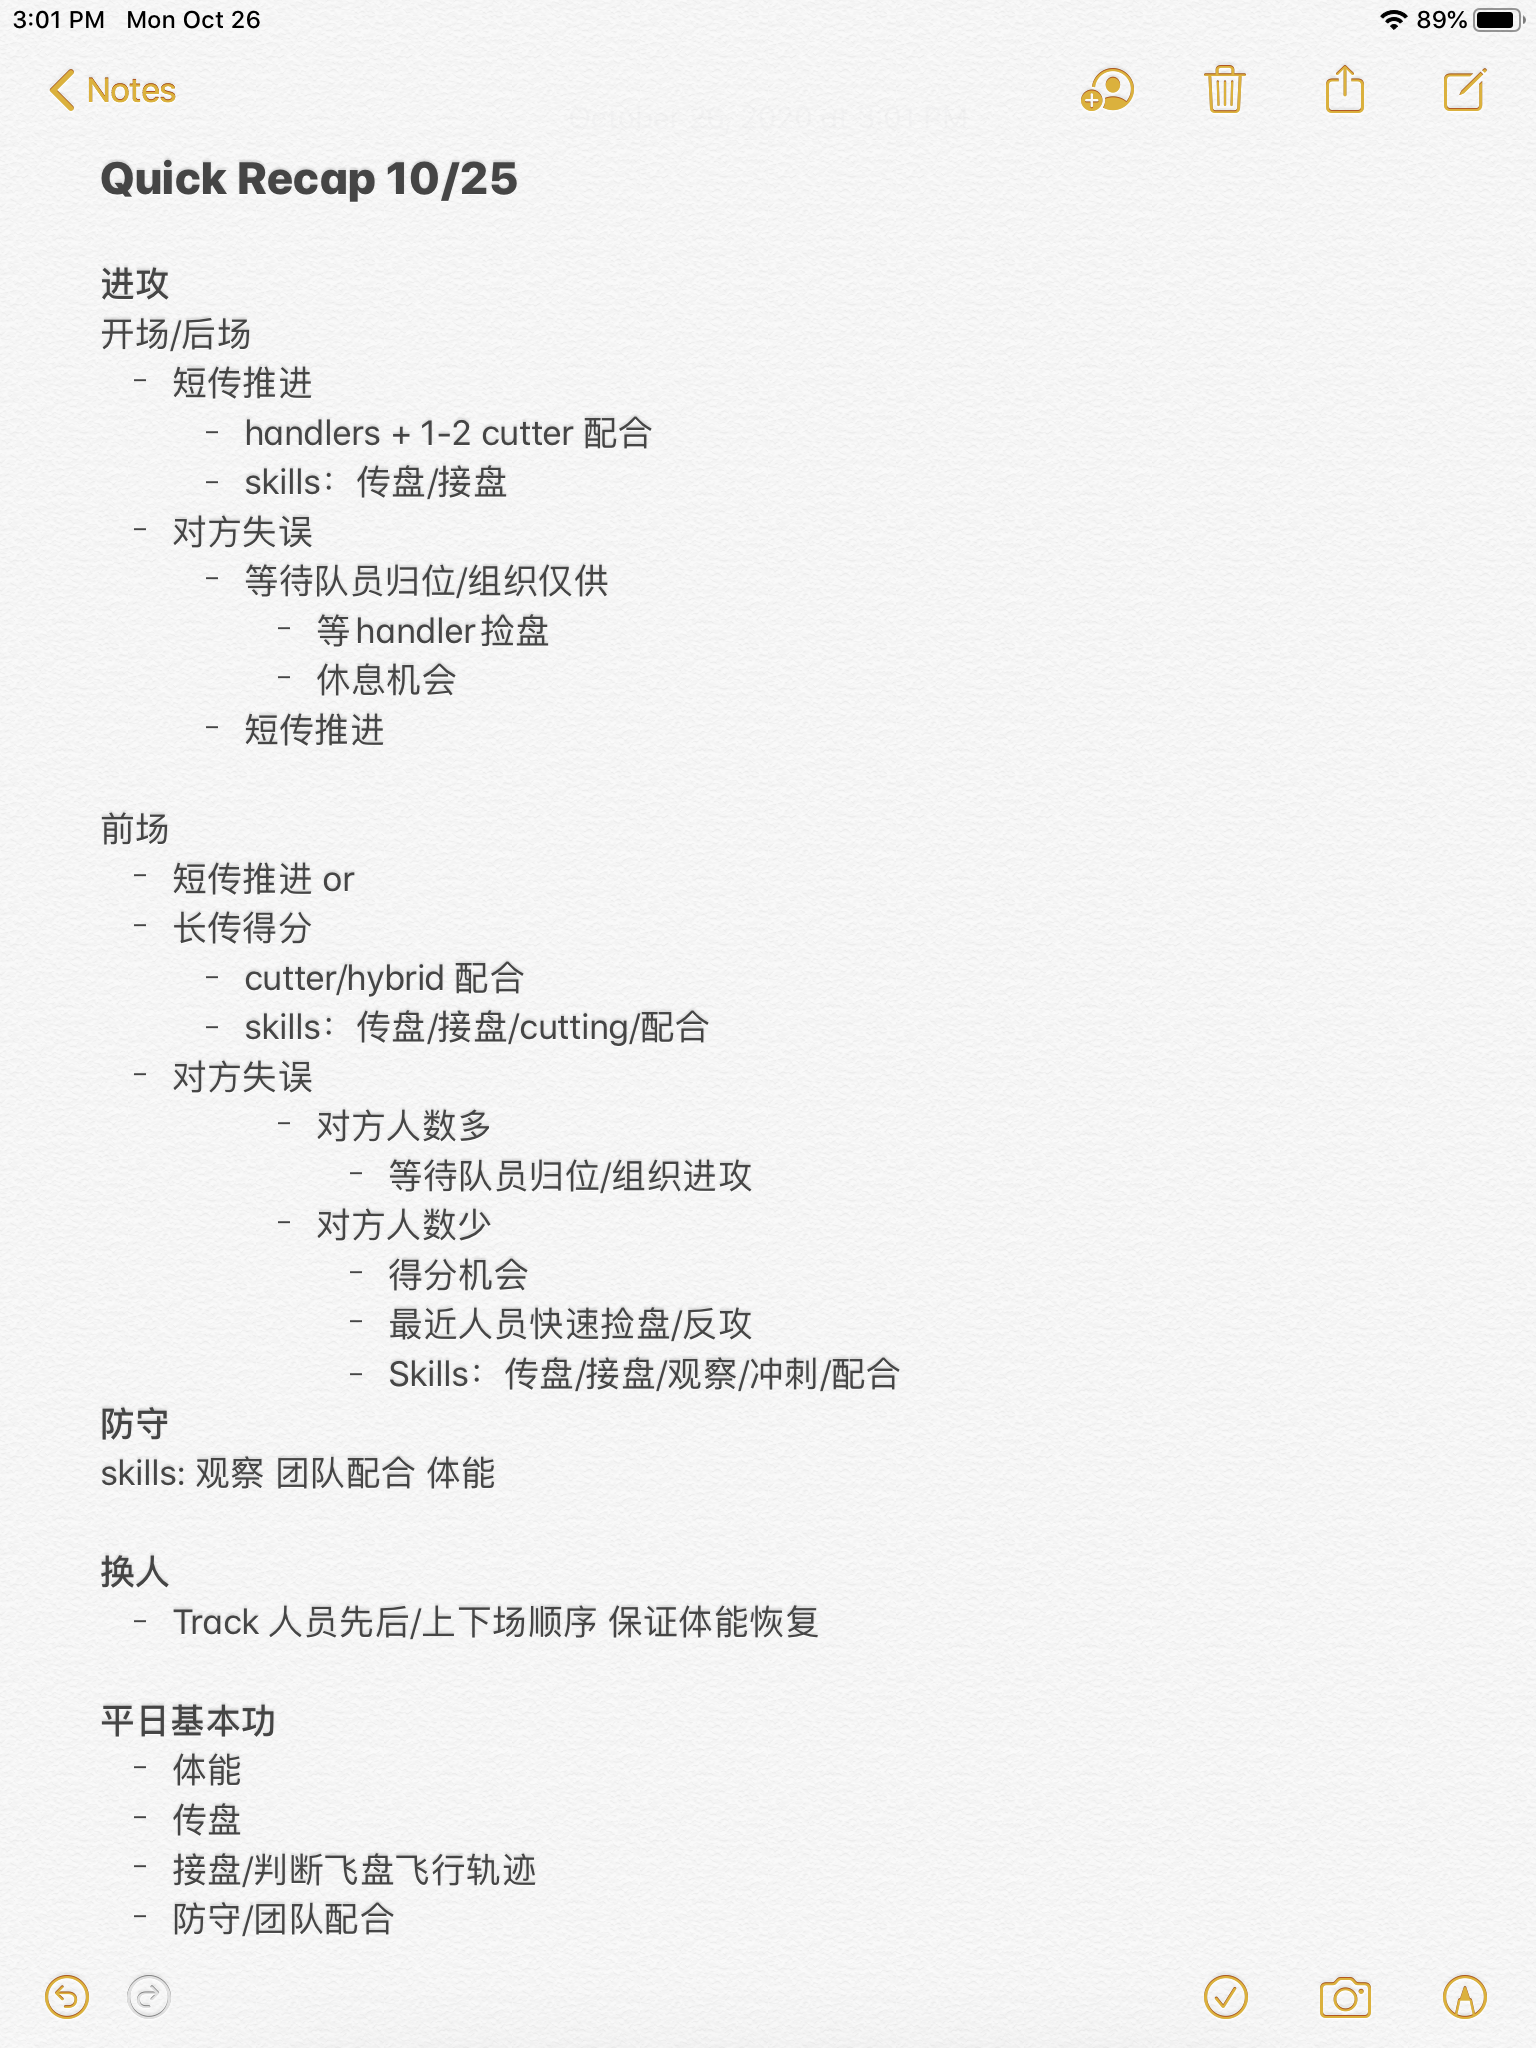 3:01 PM Mon Oct 26 89%
Notes
Quick Recap 10/25
进攻
开场/后场
- 短传推进
- handlers + 1-2 cutter 配合
- skills：传盘/接盘
- 对方失误
- 等待队员归位/组织仅供
- 等handler捡盘
- 休息机会
- 短传推进
前场
- 短传推进 or
- 长传得分
- cutter/hybrid 配合
- skills：传盘/接盘/cutting/配合
- 对方失误
- 对方人数多
- 等待队员归位/组织进攻
- 对方人数少
- 得分机会
- 最近人员快速捡盘/反攻
- Skills：传盘/接盘/观察/冲刺/配合
防守
skills: 观察 团队配合 体能
换人
- Track 人员先后/上下场顺序 保证体能恢复
平日基本功
- 体能
- 传盘
- 接盘/判断飞盘飞行轨迹
- 防守/团队配合